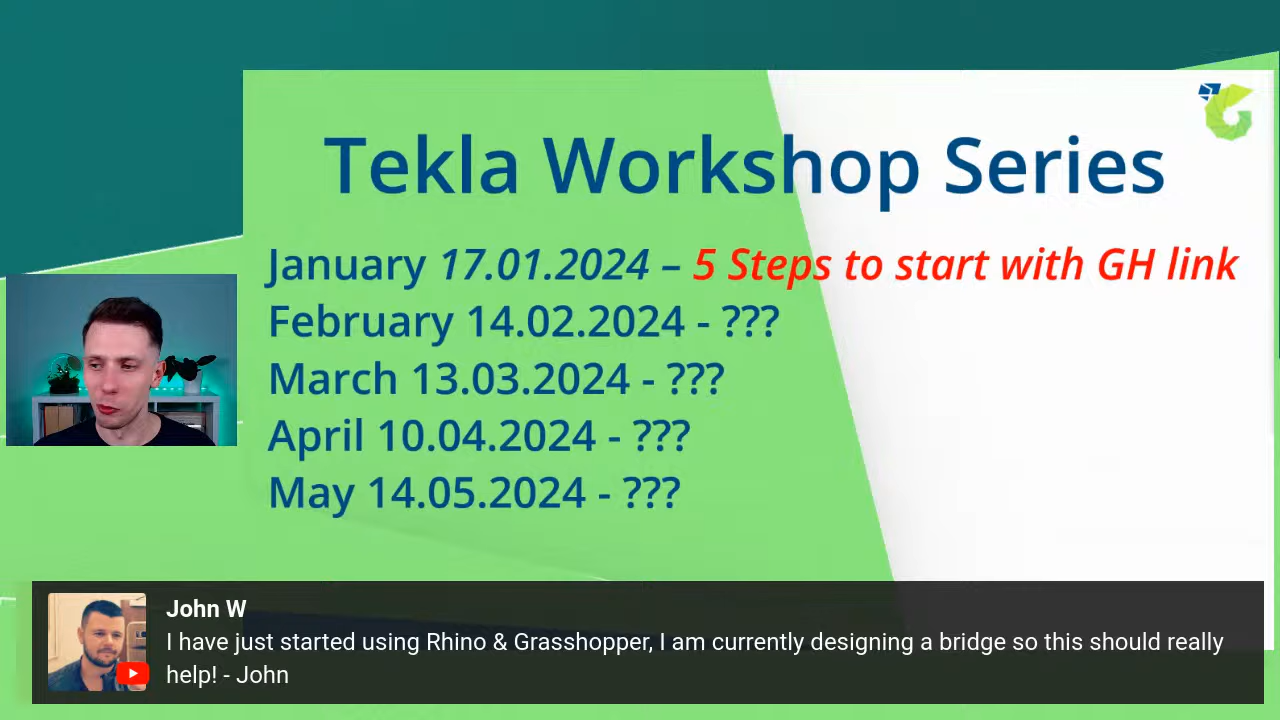 Tekla Workshop Series
January 17.01.2024 – 5 Steps to start with GH link
February 14.02.2024 - ???
March 13.03.2024 - ???
April 10.04.2024 - ???
May 14.05.2024 - ???
John W
I have just started using Rhino & Grasshopper, I am currently designing a bridge so this should really
help! - John